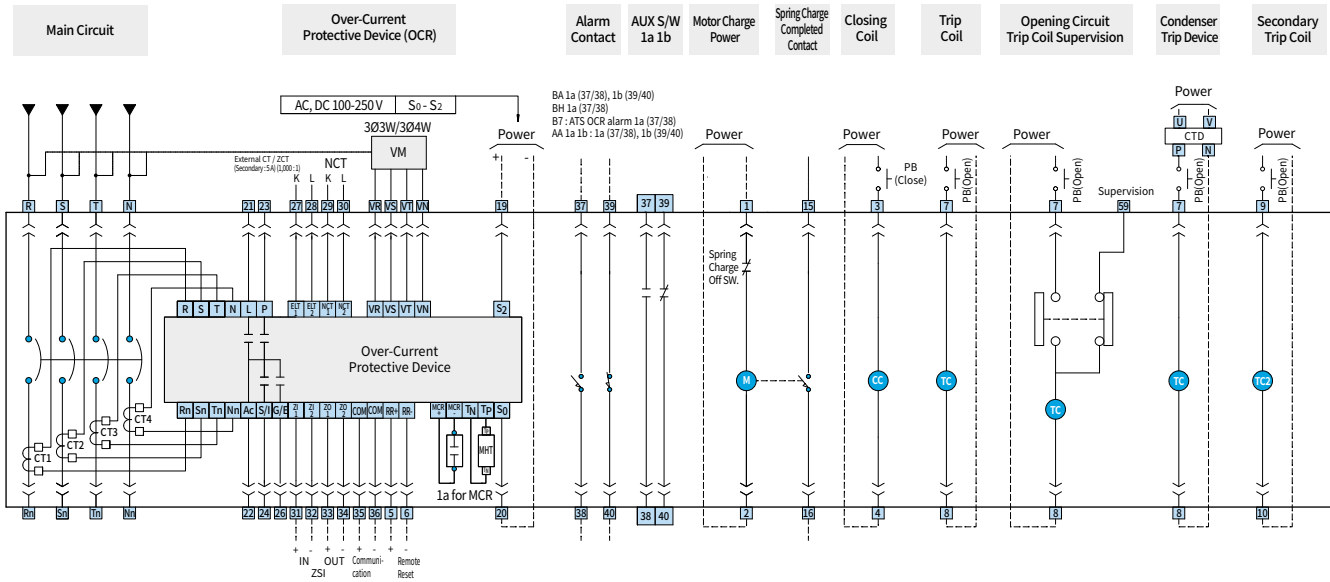 Main Circuit
Over-Current
Protective Device (OCR)
Alarm
Contact
AUX S/W
1a 1b
Motor Charge
Power
Spring Charge
Completed
Contact
Closing
Coil
Trip
Coil
Opening Circuit
Trip Coil Supervision
Condenser
Trip Device
Secondary
Trip Coil
AC, DC 100-250 V S0 - S2
3Ø3W/3Ø4W
VM
External CT / ZCT
(Secondary : 5 A) (1,000 : 1)
NCT
K L K L
Power
+ -
BA 1a (37/38), 1b (39/40)
BH 1a (37/38)
B7 : ATS OCR alarm 1a (37/38)
AA 1a 1b : 1a (37/38), 1b (39/40)
Power
Power
PB
(Close)
Power
PB(Open)
Power
PB(Open)
Supervision
Power
U V
CTD
P N
PB(Open)
Power
PB(Open)
R S T N 21 23 27 28 29 30 VR VS VT VN 19 37 39 37 39 1 15 3 7 7 59 7 9
Spring
Charge
Off SW.
R S T N L P ELT 1 ELT 2 NCT 1 NCT 2 VR VS VT VN S2
Over-Current
Protective Device
M
CC
TC
TC
TC
TC2
Rn Sn Tn Nn Ac S/I G/E ZI 1 ZI 2 ZO 1 ZO 2 COM COM RR+ RR- MCR + MCR - TN TP S0
CT1
CT2
CT3
CT4
TP
MHT
TN
1a for MCR
Rn Sn Tn Nn 22 24 26 31 32 33 34 35 36 5 6 20 38 40 38 40 2 16 4 8 8 8 10
+ - + - + - + -
IN OUT
ZSI
Communi-
cation
Remote
Reset